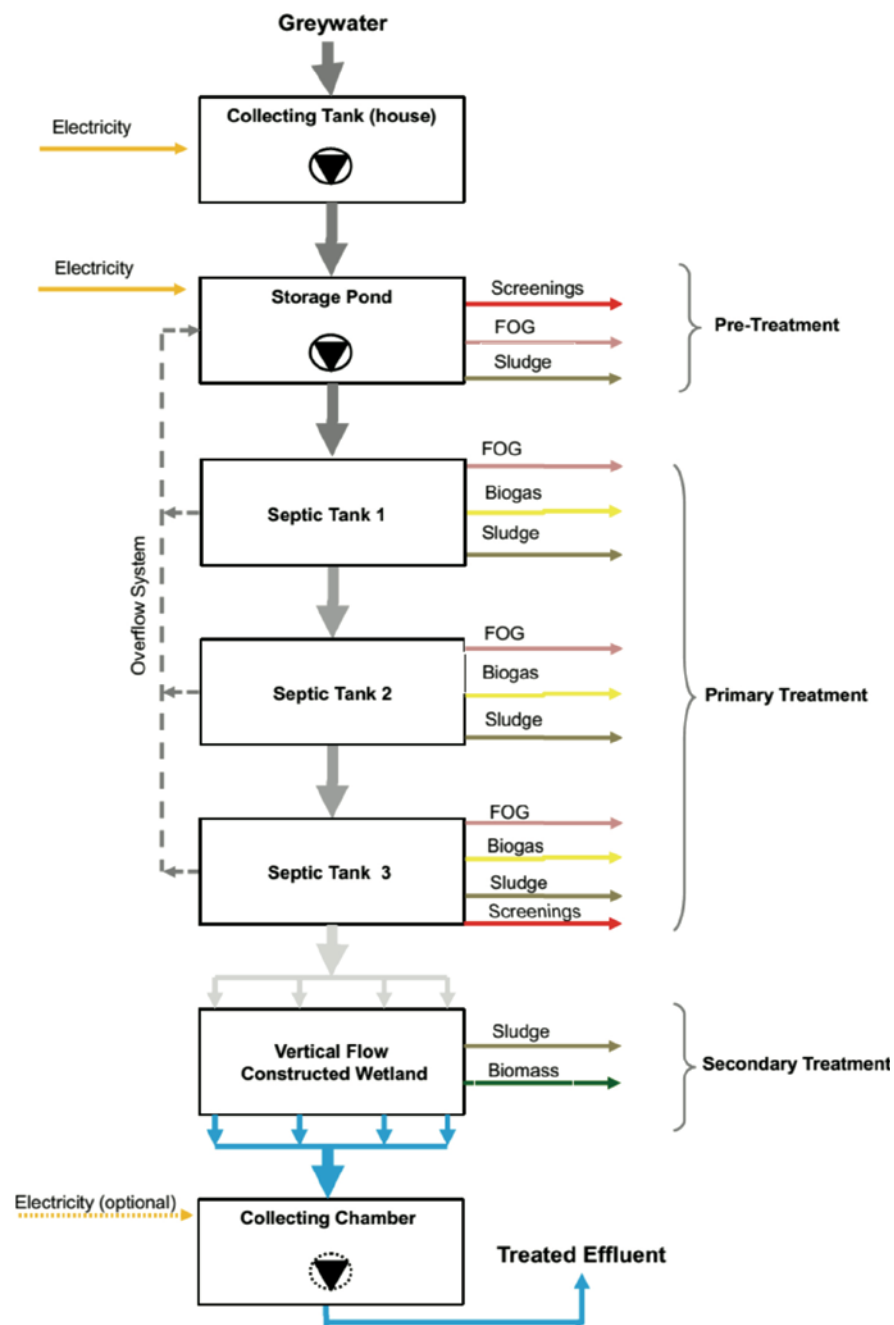 Greywater
Collecting Tank (house)
Electricity
Electricity
Storage Pond
Screenings
FOG
Sludge
Pre-Treatment
Overflow System
Septic Tank 1
FOG
Biogas
Sludge
Septic Tank 2
FOG
Biogas
Sludge
Primary Treatment
Septic Tank 3
FOG
Biogas
Sludge
Screenings
Vertical Flow
Constructed Wetland
Sludge
Biomass
Secondary Treatment
Electricity (optional)
Collecting Chamber
Treated Effluent